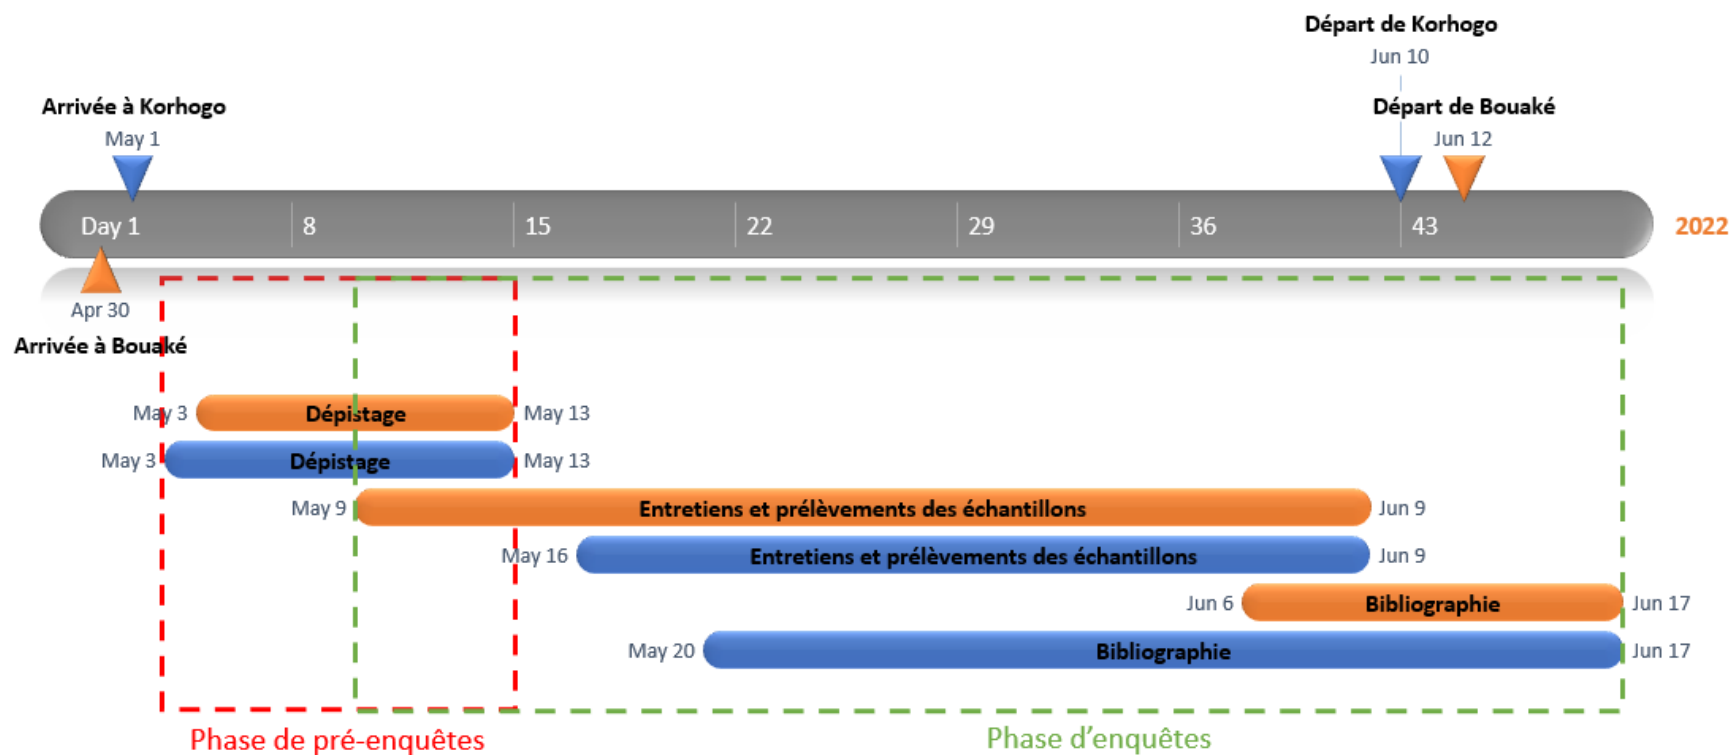 Départ de Korhogo
Jun 10
Arrivée à Korhogo
May 1
Départ de Bouaké
Jun 12
Day 1 8 15 22 29 36 43 2022
Apr 30
Arrivée à Bouaké
May 3 Dépistage May 13
May 3 Dépistage May 13
May 9 Entretiens et prélèvements des échantillons Jun 9
May 16 Entretiens et prélèvements des échantillons Jun 9
Jun 6 Bibliographie Jun 17
May 20 Bibliographie Jun 17
Phase de pré-enquêtes Phase d’enquêtes